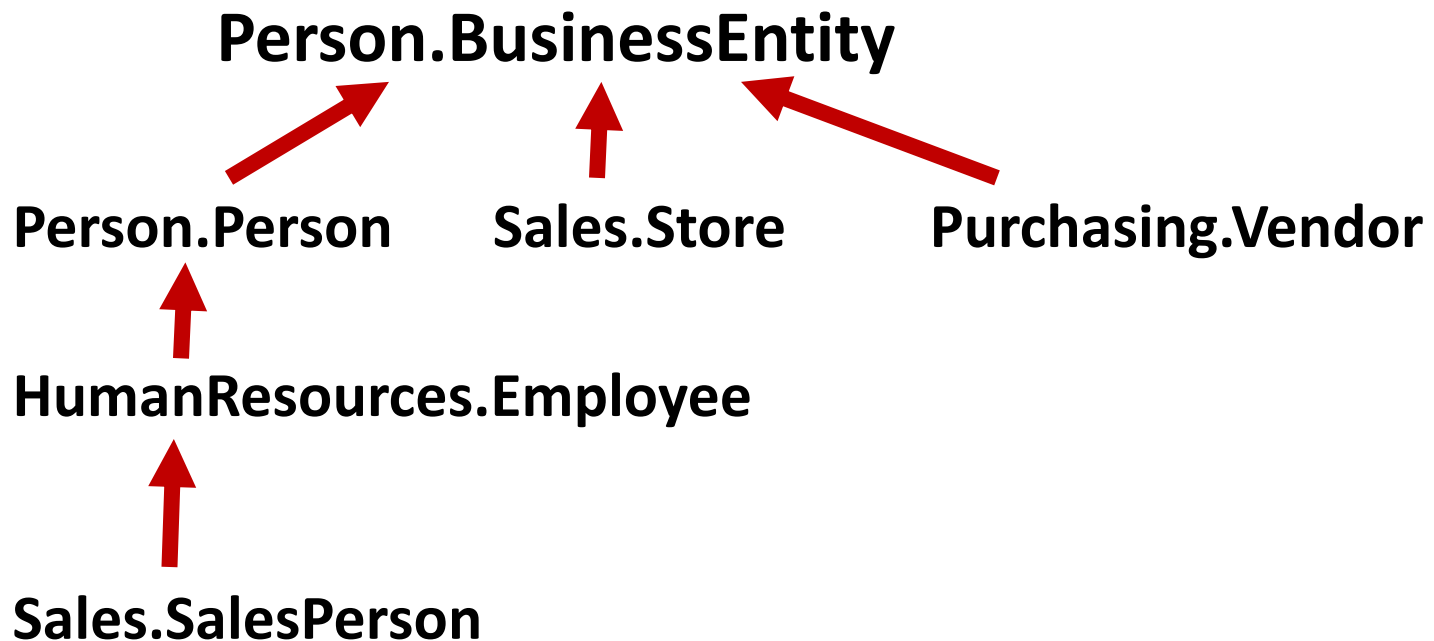 Person.BusinessEntity
Person.Person Sales.Store Purchasing.Vendor
HumanResources.Employee
Sales.SalesPerson